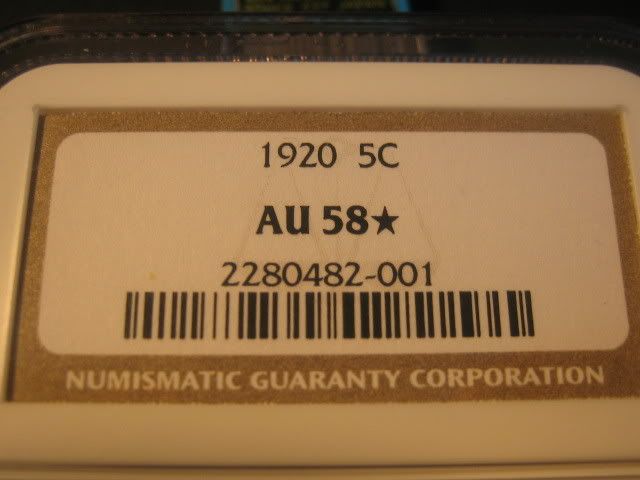 1920 5C
AU 58★
2280482-001
NUMISMATIC GUARANTY CORPORATION